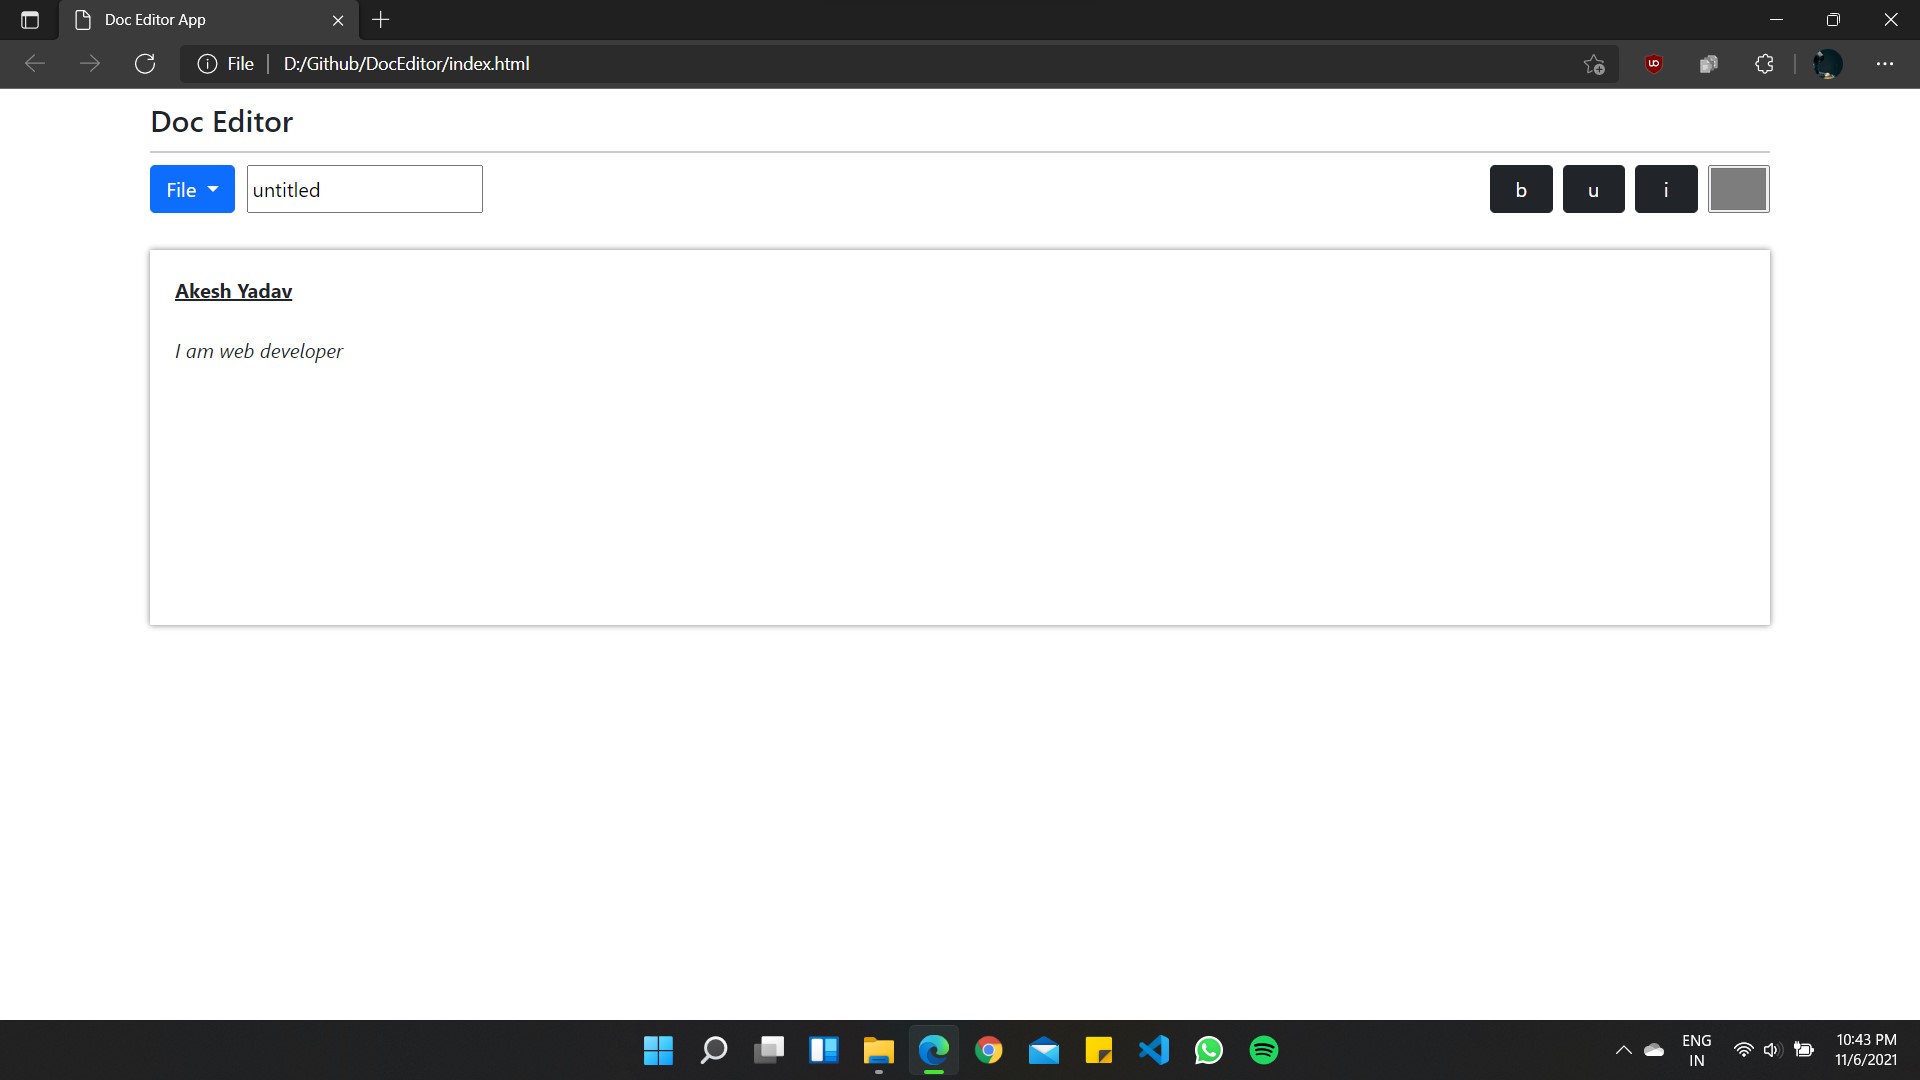 Doc Editor App
File D:/Github/DocEditor/index.html
Doc Editor
File untitled b u i
Akesh Yadav
I am web developer
ENG
IN
10:43 PM
11/6/2021